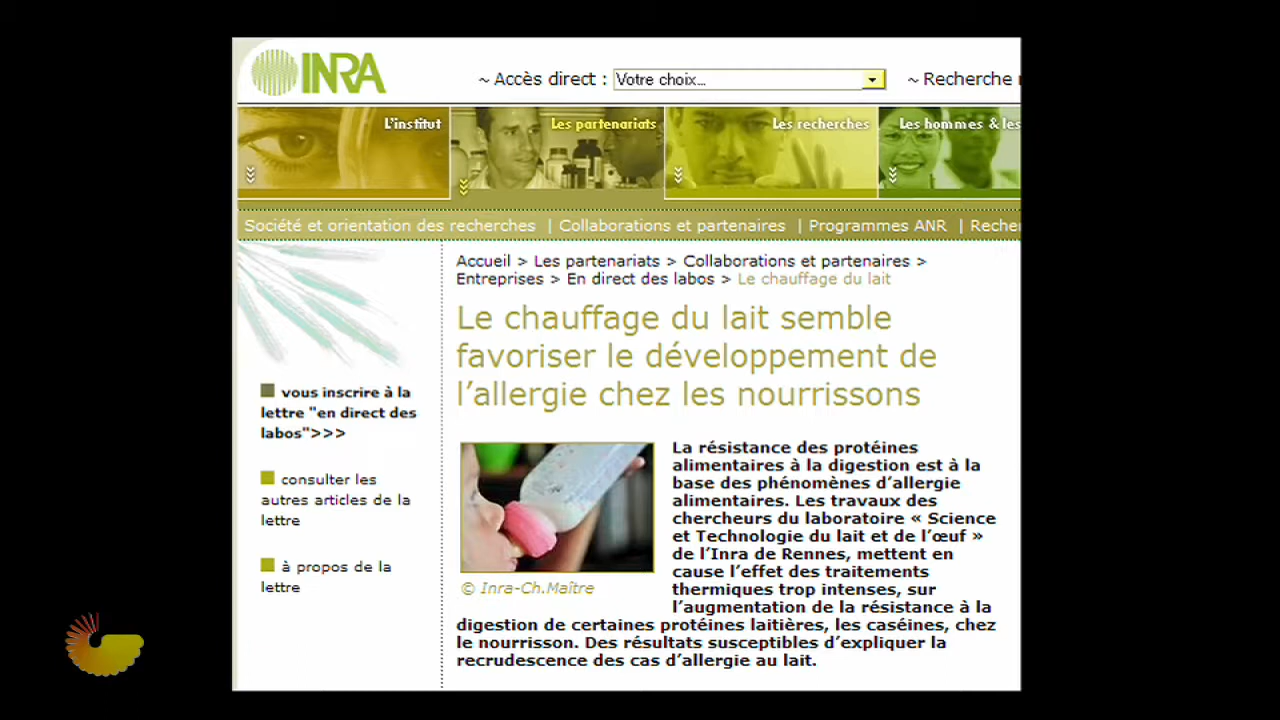 INRA
~ Accès direct : Votre choix... ~ Recherche
L'institut Les partenariats Les recherches Les hommes & les
Société et orientation des recherches | Collaborations et partenaires | Programmes ANR | Recher
Accueil > Les partenariats > Collaborations et partenaires >
Entreprises > En direct des labos > Le chauffage du lait
Le chauffage du lait semble
favoriser le développement de
l'allergie chez les nourrissons
vous inscrire à la
lettre "en direct des
labos">>>
consulter les
autres articles de la
lettre
à propos de la
lettre
© Inra-Ch.Maître
La résistance des protéines
alimentaires à la digestion est à la
base des phénomènes d'allergie
alimentaires. Les travaux des
chercheurs du laboratoire « Science
et Technologie du lait et de l'œuf »
de l'Inra de Rennes, mettent en
cause l'effet des traitements
thermiques trop intenses, sur
l'augmentation de la résistance à la
digestion de certaines protéines laitières, les caséines, chez
le nourrisson. Des résultats susceptibles d'expliquer la
recrudescence des cas d'allergie au lait.